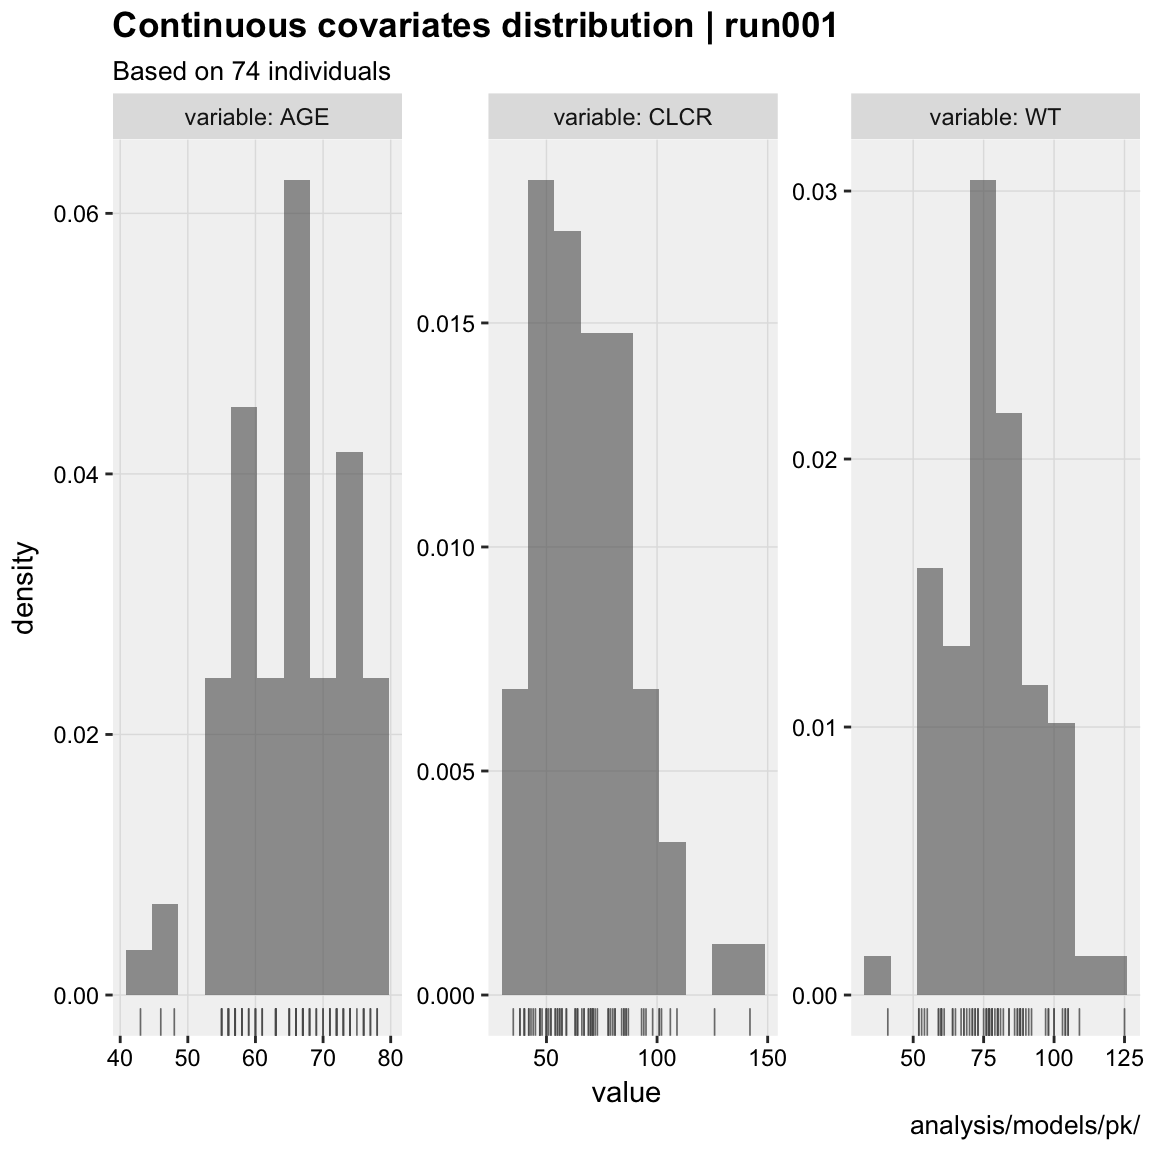 Continuous covariates distribution | run001
Based on 74 individuals
variable: AGE
variable: CLCR
variable: WT
density
0.06
0.04
0.02
0.00
40 50 60 70 80
0.015
0.010
0.005
0.000
50 100 150
0.03
0.02
0.01
0.00
50 75 100 125
value
analysis/models/pk/